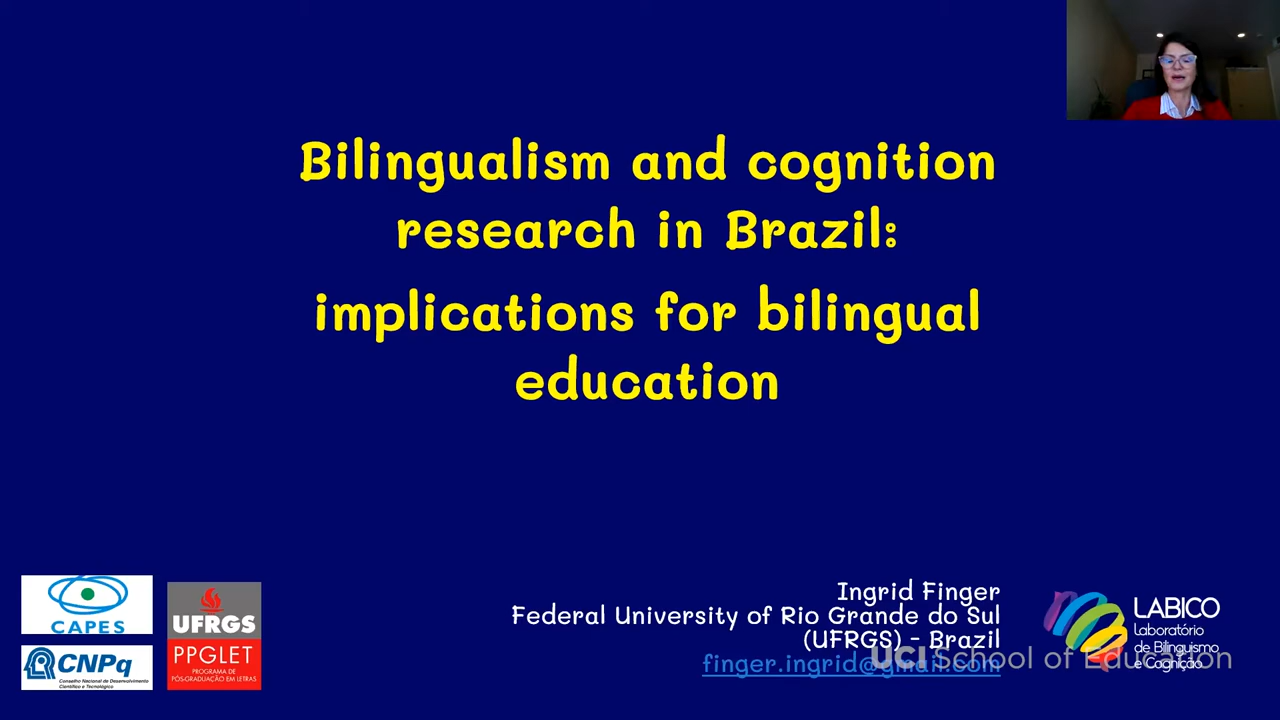 Bilingualism and cognition
research in Brazil:
implications for bilingual
education
Ingrid Finger
Federal University of Rio Grande do Sul
(UFRGS) - Brazil
finger.ingrid@gmail.com
UCI School of Education
CAPES
CNPq
Conselho Nacional de Desenvolvimento
Científico e Tecnológico
UFRGS
PPGLET
PROGRAMA DE
PÓS-GRADUAÇÃO EM LETRAS
LABICO
Laboratório
de Bilinguismo
e Cognição